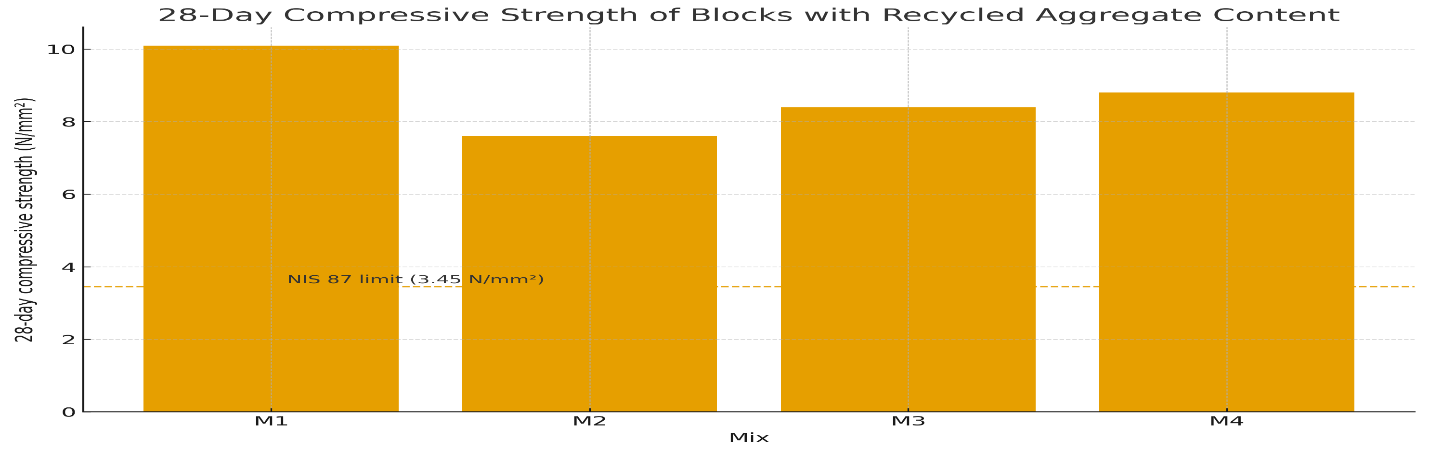 28-Day Compressive Strength of Blocks with Recycled Aggregate Content
28-day compressive strength (N/mm²)
10
8
6
4
2
0
NIS 87 limit (3.45 N/mm²)
M1 M2 M3 M4
Mix